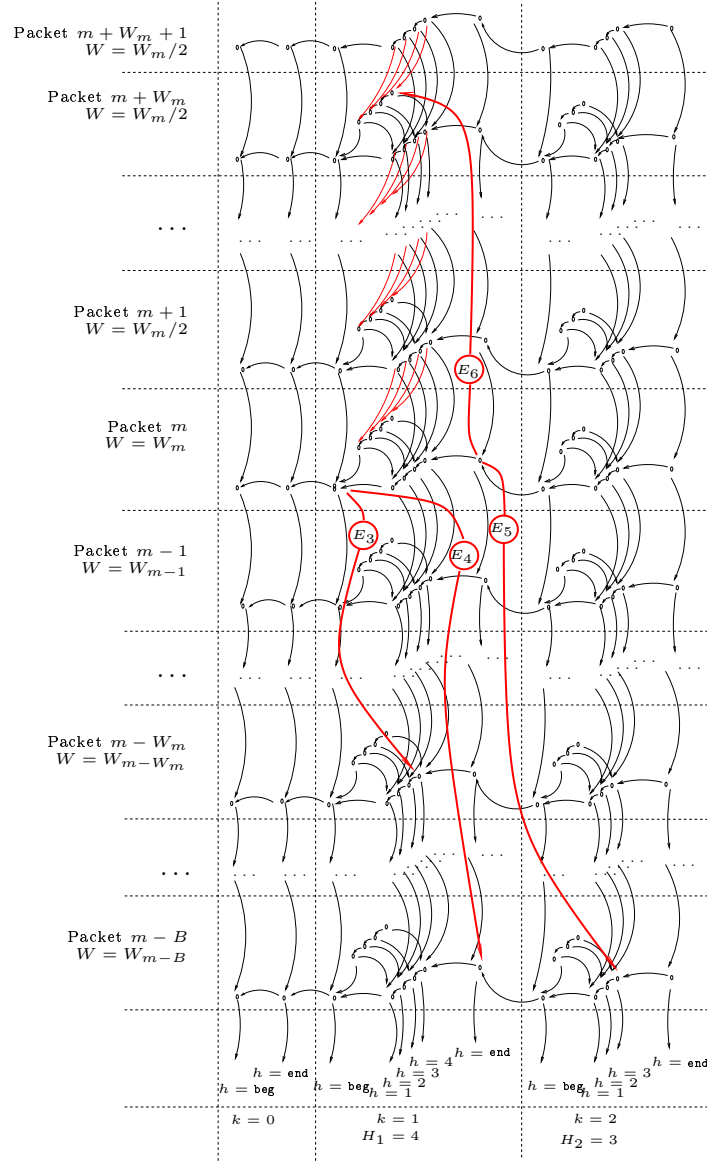 Packet m + W_m + 1
W = W_m/2
Packet m + W_m
W = W_m/2
...
... ... ... ... ...
Packet m + 1
W = W_m/2
E_6
Packet m
W = W_m
E_3
E_4
E_5
Packet m − 1
W = W_{m−1}
...
... ... ... ... ...
Packet m − W_m
W = W_{m−W_m}
...
... ... ... ... ...
Packet m − B
W = W_{m−B}
h = end
h = beg
h = beg
h = 1
h = 2
h = 3
h = 4
h = end
h = beg
h = 1
h = 2
h = 3
h = end
k = 0
k = 1
H_1 = 4
k = 2
H_2 = 3